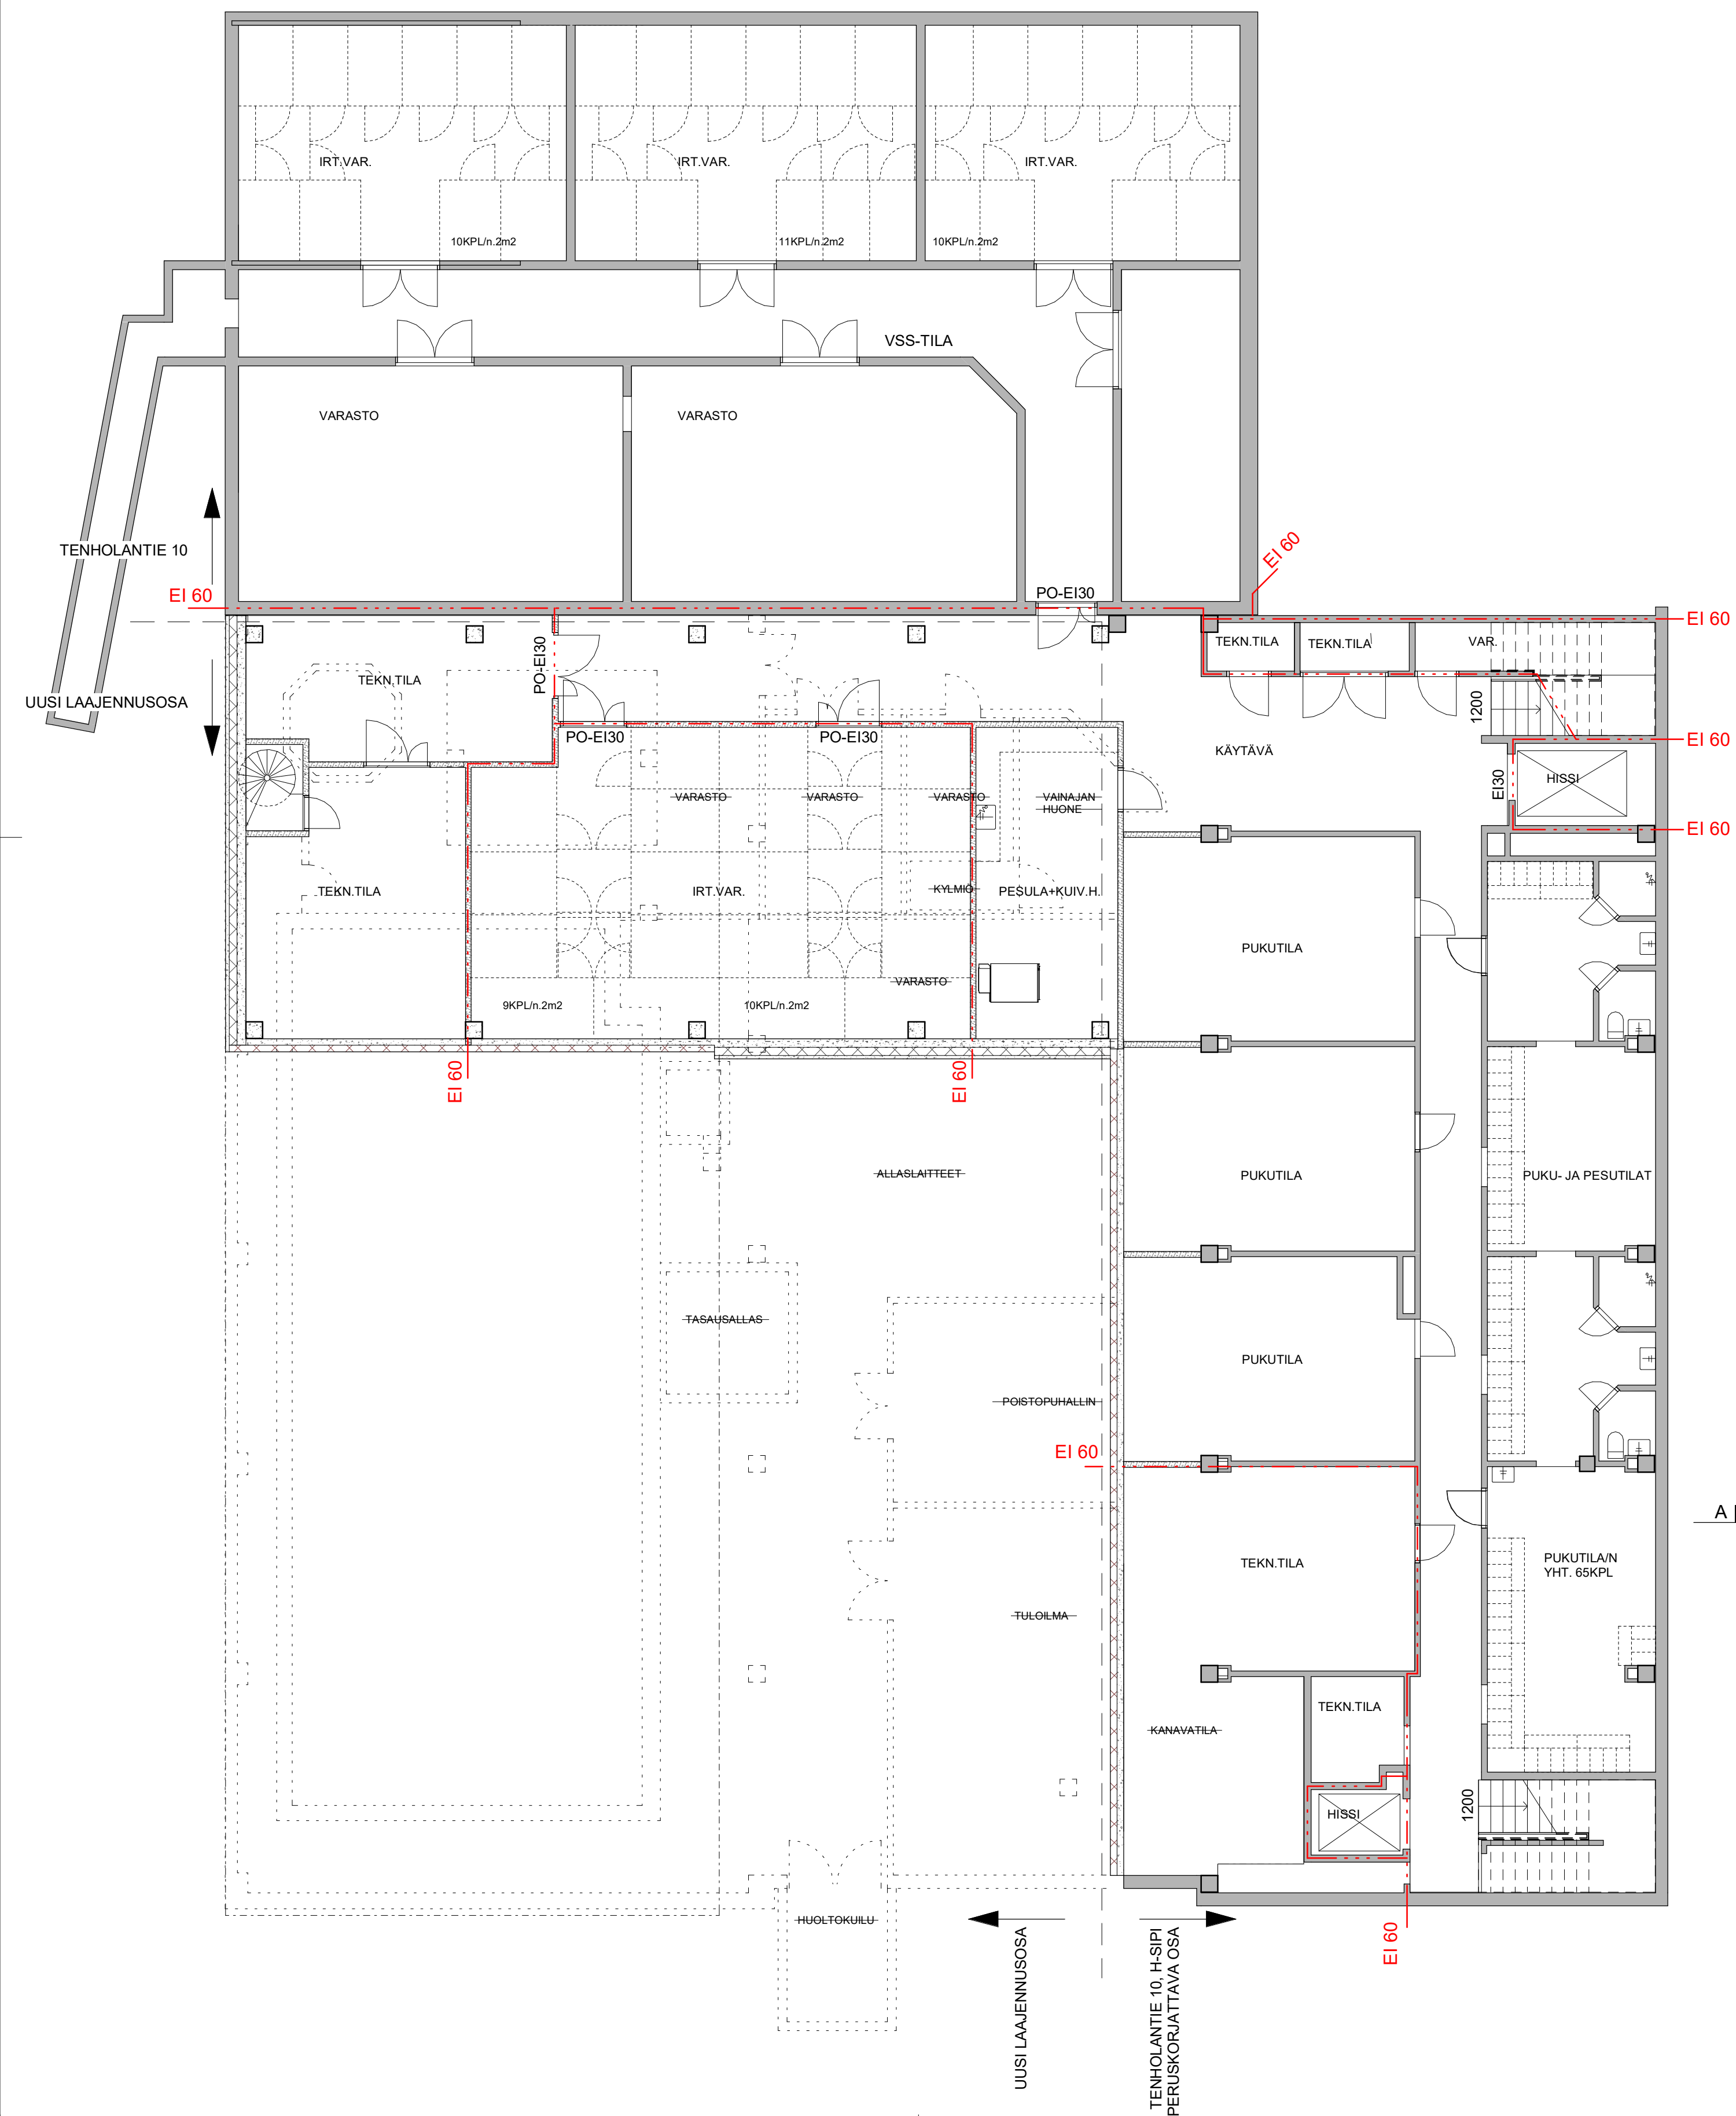 IRT.VAR.
IRT.VAR.
IRT.VAR.
10KPL/n.2m2
11KPL/n.2m2
10KPL/n.2m2
VSS-TILA
VARASTO
VARASTO
TENHOLANTIE 10
EI 60
EI 60
PO-EI30
EI 60
UUSI LAAJENNUSOSA
TEKN.TILA
PO-EI30
TEKN.TILA
TEKN.TILA
VAR.
1200
PO-EI30
PO-EI30
KÄYTÄVÄ
EI 60
EI30
HISSI
EI 60
VARASTO
VARASTO
VARASTO
VAINAJAN
HUONE
TEKN.TILA
IRT.VAR.
KYLMIÖ
PESULA+KUIV.H.
PUKUTILA
VARASTO
9KPL/n.2m2
10KPL/n.2m2
EI 60
EI 60
ALLASLAITTEET
PUKUTILA
PUKU- JA PESUTILAT
TASAUSALLAS
PUKUTILA
POISTOPUHALLIN
EI 60
A
TEKN.TILA
PUKUTILA/N
YHT. 65KPL
TULOILMA
TEKN.TILA
KANAVATILA
HISSI
1200
HUOLTOKUILU
UUSI LAAJENNUSOSA
TENHOLANTIE 10, H-SIPI
PERUSKORJATTAVA OSA
EI 60